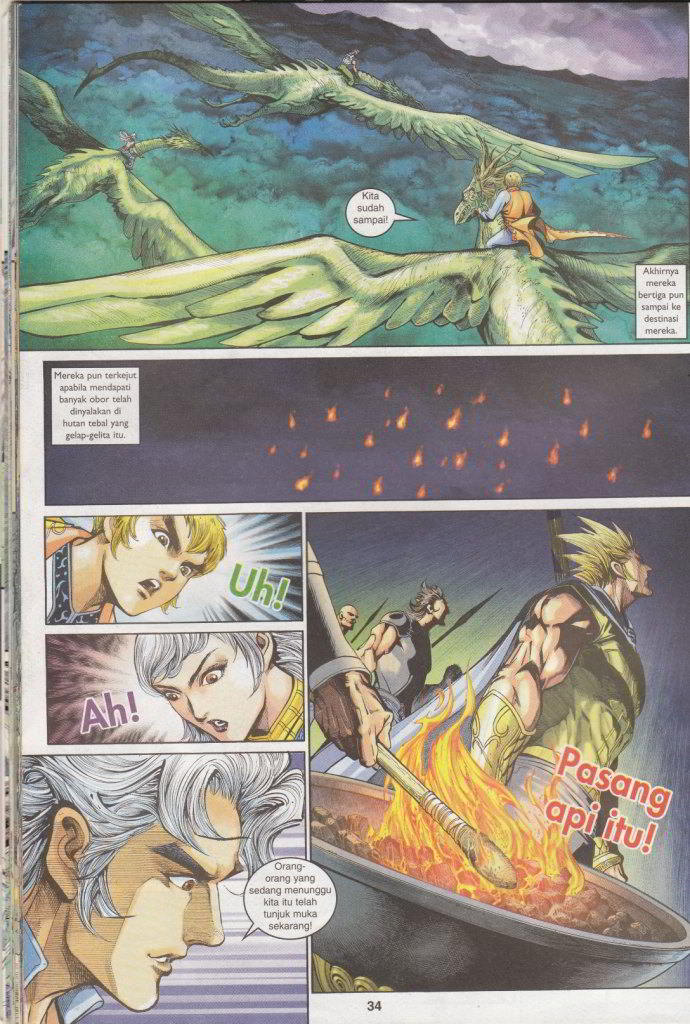 Kita
sudah
sampai!
Akhirnya
mereka
bertiga pun
sampai ke
destinasi
mereka.
Mereka pun terkejut
apabila mendapati
banyak obor telah
dinyalakan di
hutan tebal yang
gelap-gelita itu.
Uh!
Ah!
Pasang
api itu!
Orang-
orang yang
sedang menunggu
kita itu telah
tunjuk muka
sekarang!
34